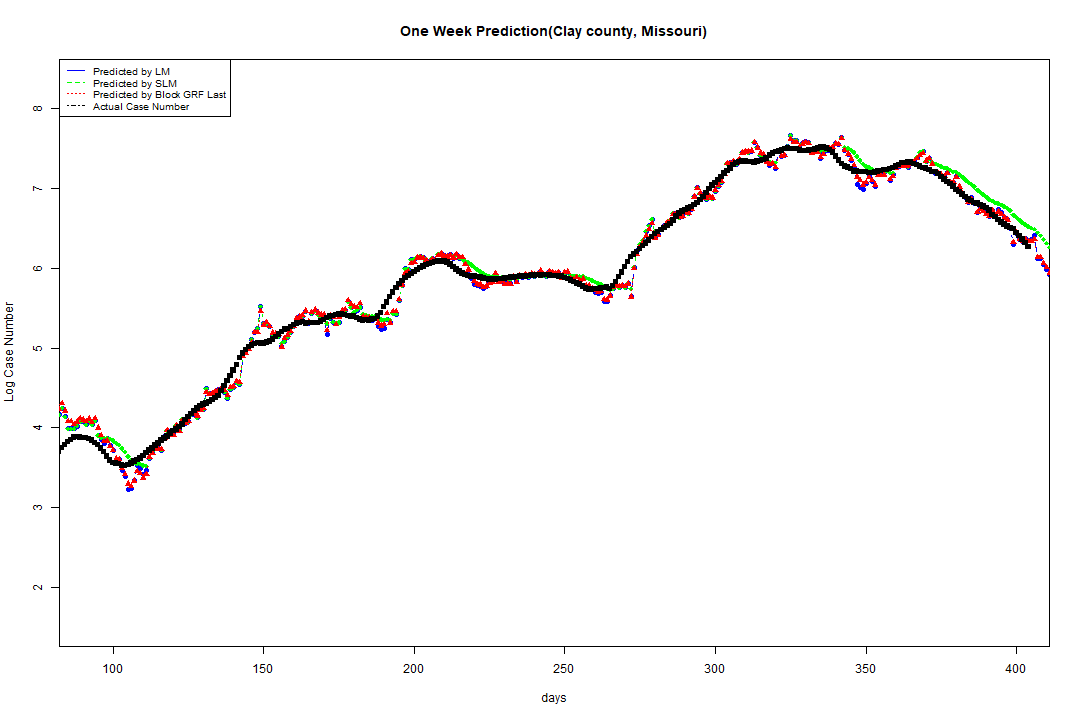 One Week Prediction(Clay county, Missouri)
Predicted by LM
Predicted by SLM
Predicted by Block GRF Last
Actual Case Number
8
7
6
5
4
3
2
Log Case Number
100 150 200 250 300 350 400
days